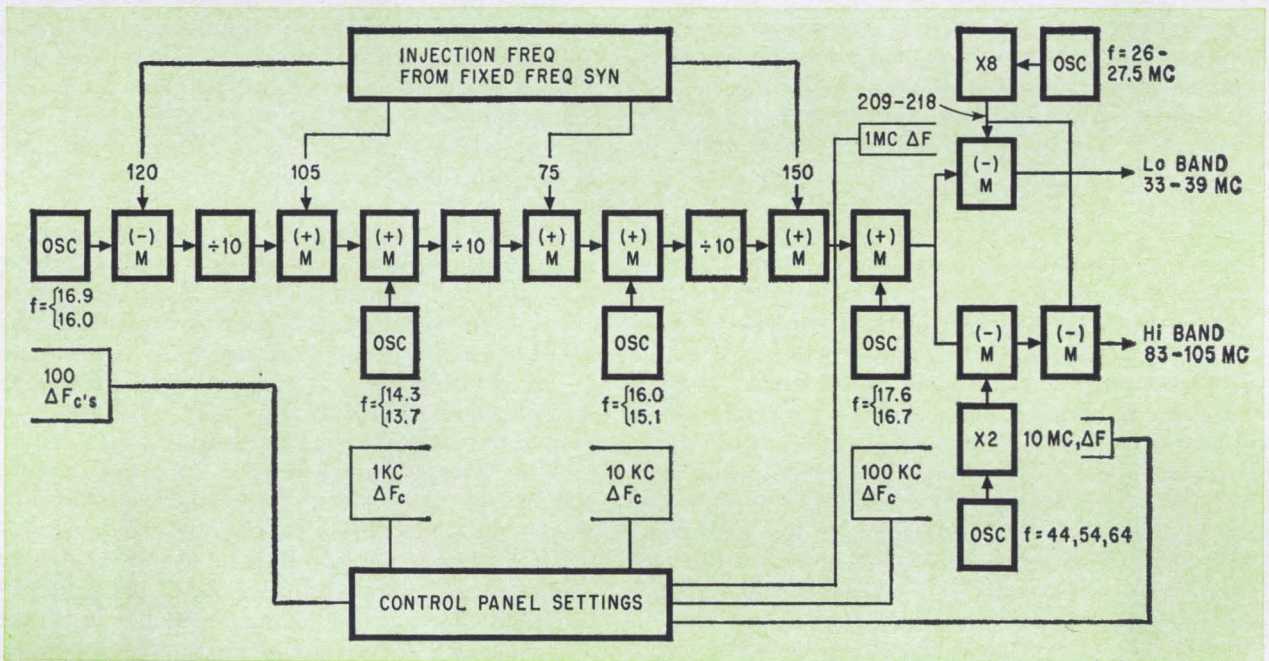 INJECTION FREQ
FROM FIXED FREQ SYN
X8
OSC
f=26-
27.5 MC
209-218
1MC ΔF
120
105
75
150
(-)
M
Lo BAND
33-39 MC
OSC
(-)
M
÷10
(+)
M
(+)
M
÷10
(+)
M
(+)
M
÷10
(+)
M
(+)
M
f={16.9
16.0
OSC
OSC
OSC
(-)
M
(-)
M
Hi BAND
83-105 MC
100
ΔFc's
f={14.3
13.7
f={16.0
15.1
f={17.6
16.7
X2
10 MC, ΔF
1KC
ΔFc
10 KC
ΔFc
100 KC
ΔFc
OSC
f=44,54,64
CONTROL PANEL SETTINGS